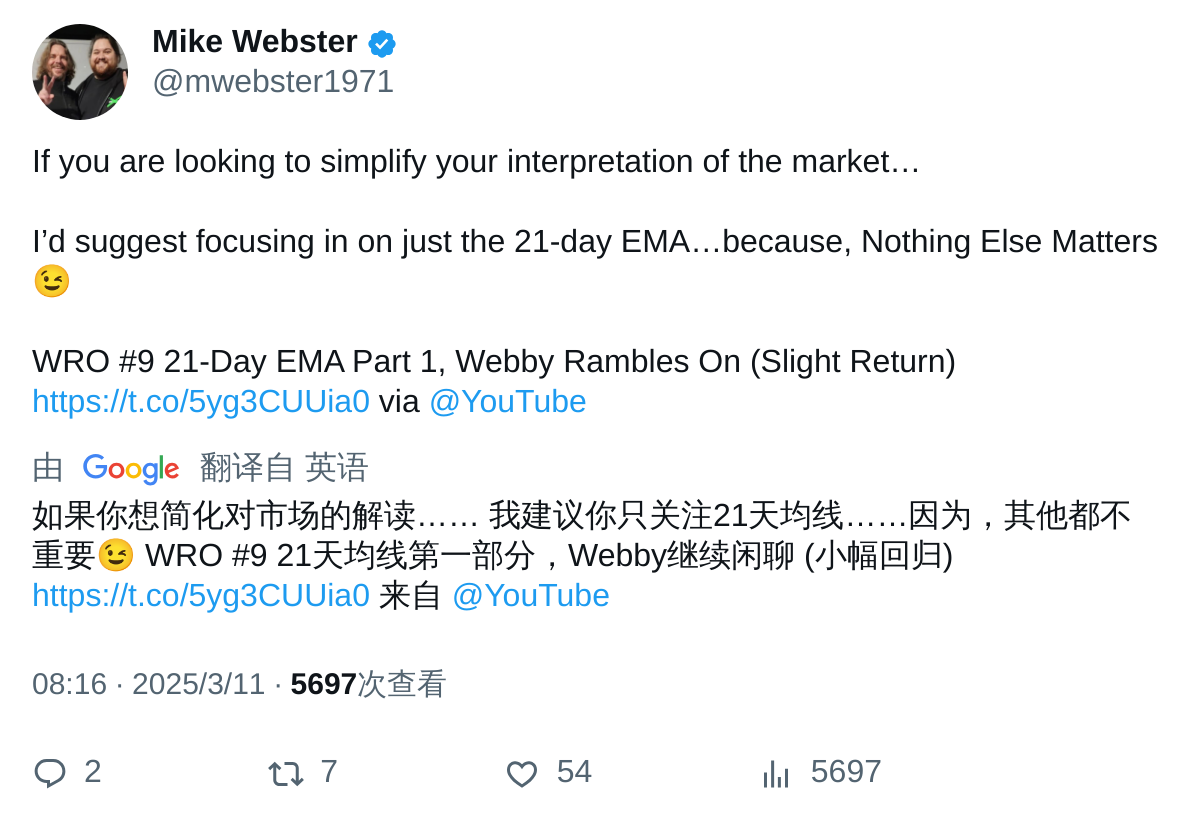 Mike Webster
@mwebster1971
If you are looking to simplify your interpretation of the market…
I’d suggest focusing in on just the 21-day EMA…because, Nothing Else Matters
😉
WRO #9 21-Day EMA Part 1, Webby Rambles On (Slight Return)
https://t.co/5yg3CUUia0 via @YouTube
由 Google 翻译自 英语
如果你想简化对市场的解读…… 我建议你只关注21天均线……因为，其他都不
重要😉 WRO #9 21天均线第一部分，Webby继续闲聊 (小幅回归)
https://t.co/5yg3CUUia0 来自 @YouTube
08:16 · 2025/3/11 · 5697次查看
2 7 54 5697